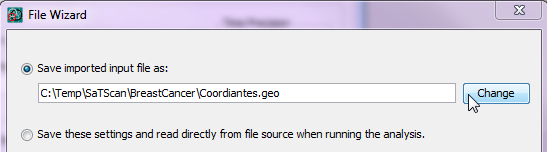 File Wizard
Save imported input file as:
C:\Temp\SaTScan\BreastCancer\Coordiantes.geo
Change
Save these settings and read directly from file source when running the analysis.